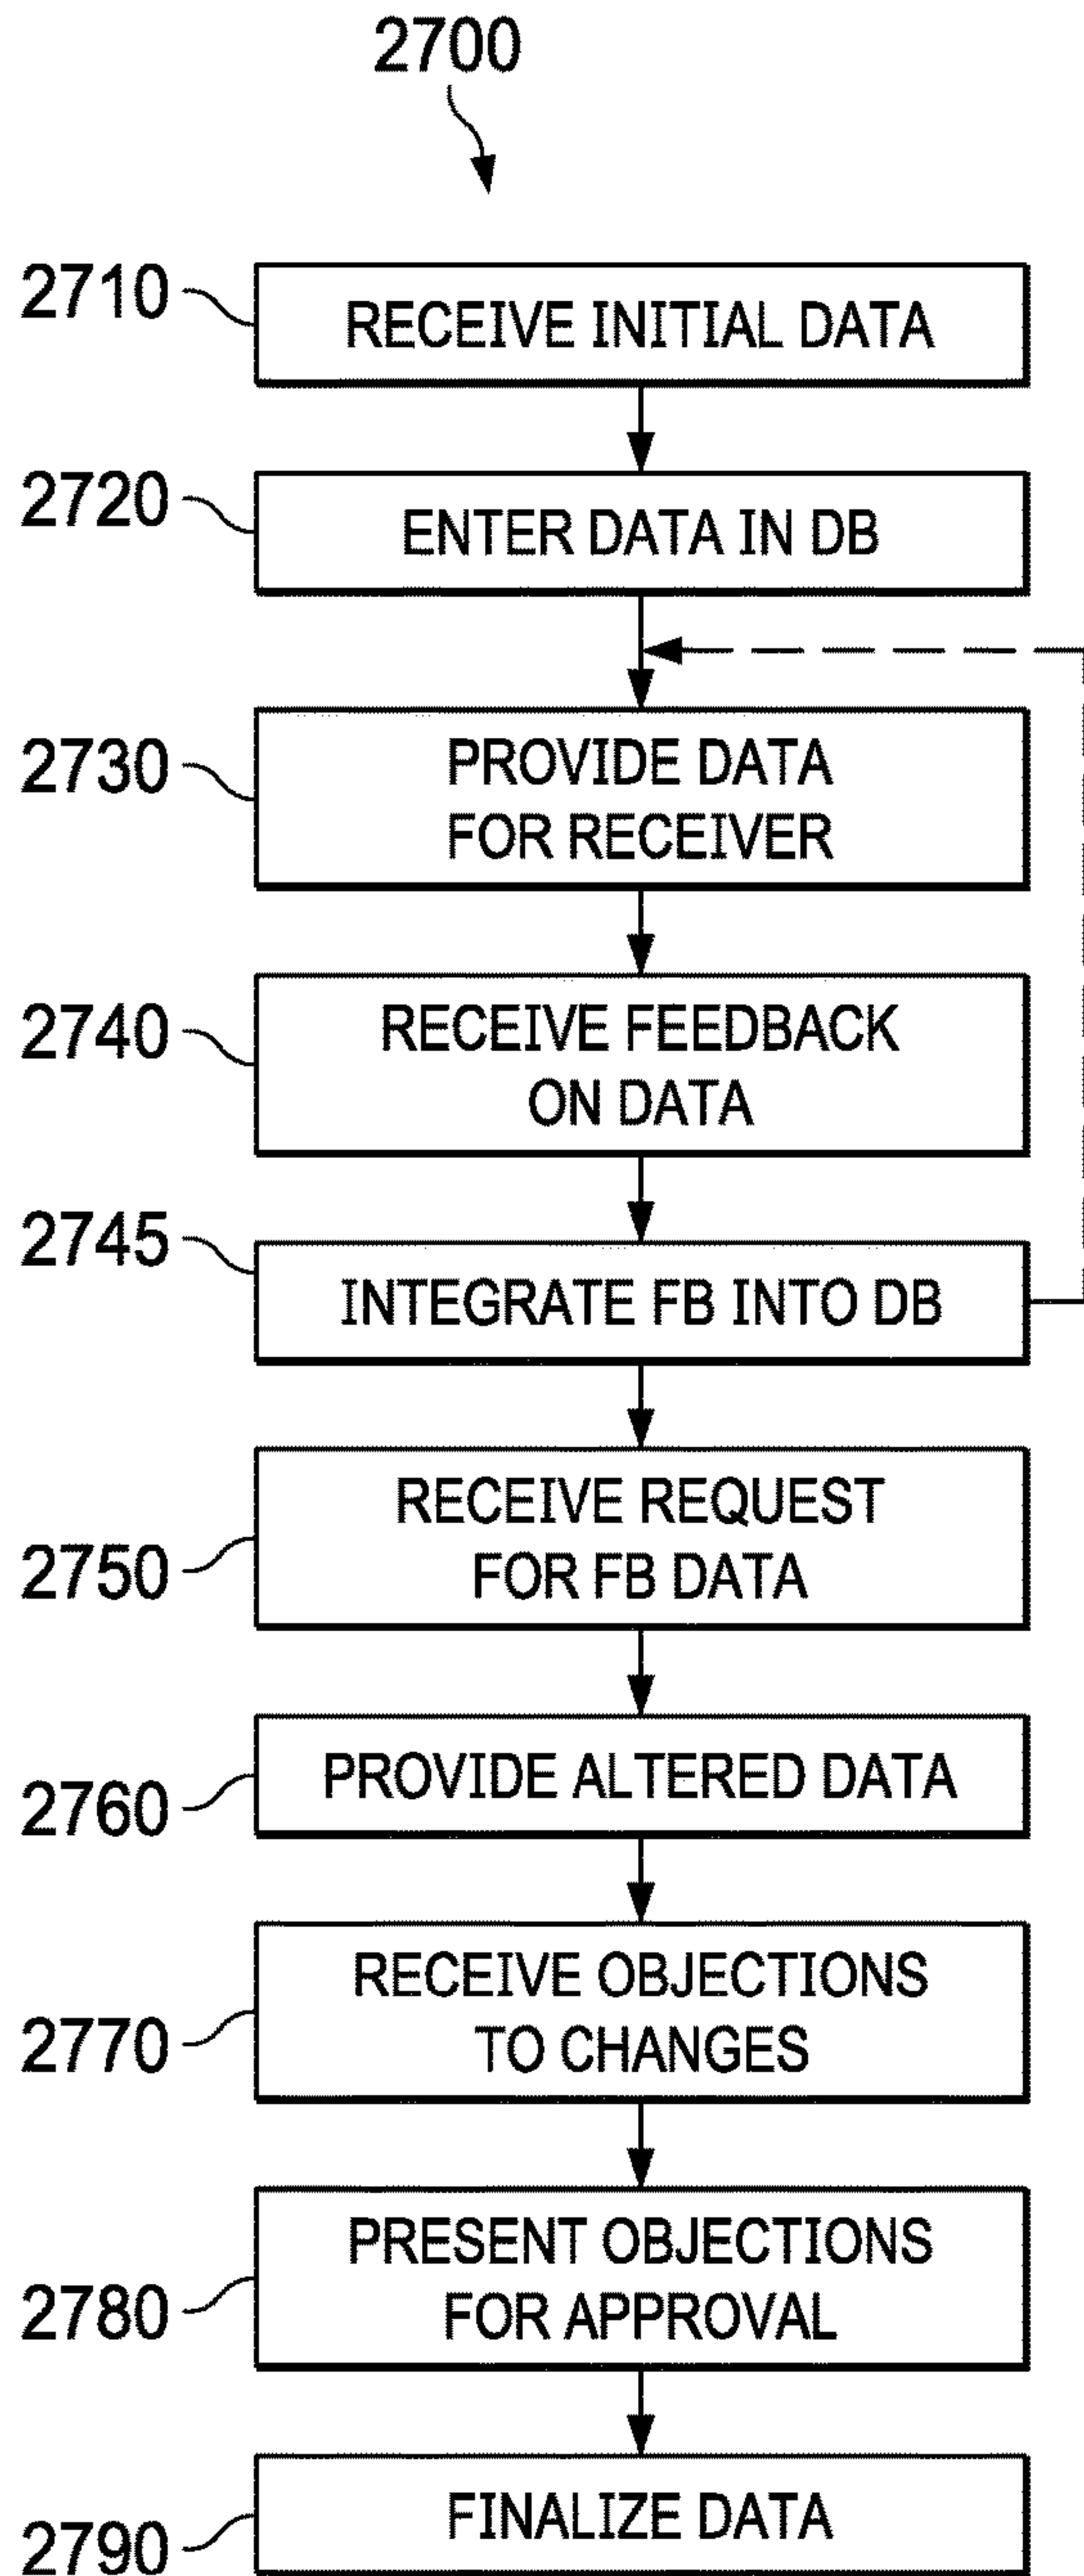 2700
2710
RECEIVE INITIAL DATA
2720
ENTER DATA IN DB
2730
PROVIDE DATA
FOR RECEIVER
2740
RECEIVE FEEDBACK
ON DATA
2745
INTEGRATE FB INTO DB
2750
RECEIVE REQUEST
FOR FB DATA
2760
PROVIDE ALTERED DATA
2770
RECEIVE OBJECTIONS
TO CHANGES
2780
PRESENT OBJECTIONS
FOR APPROVAL
2790
FINALIZE DATA